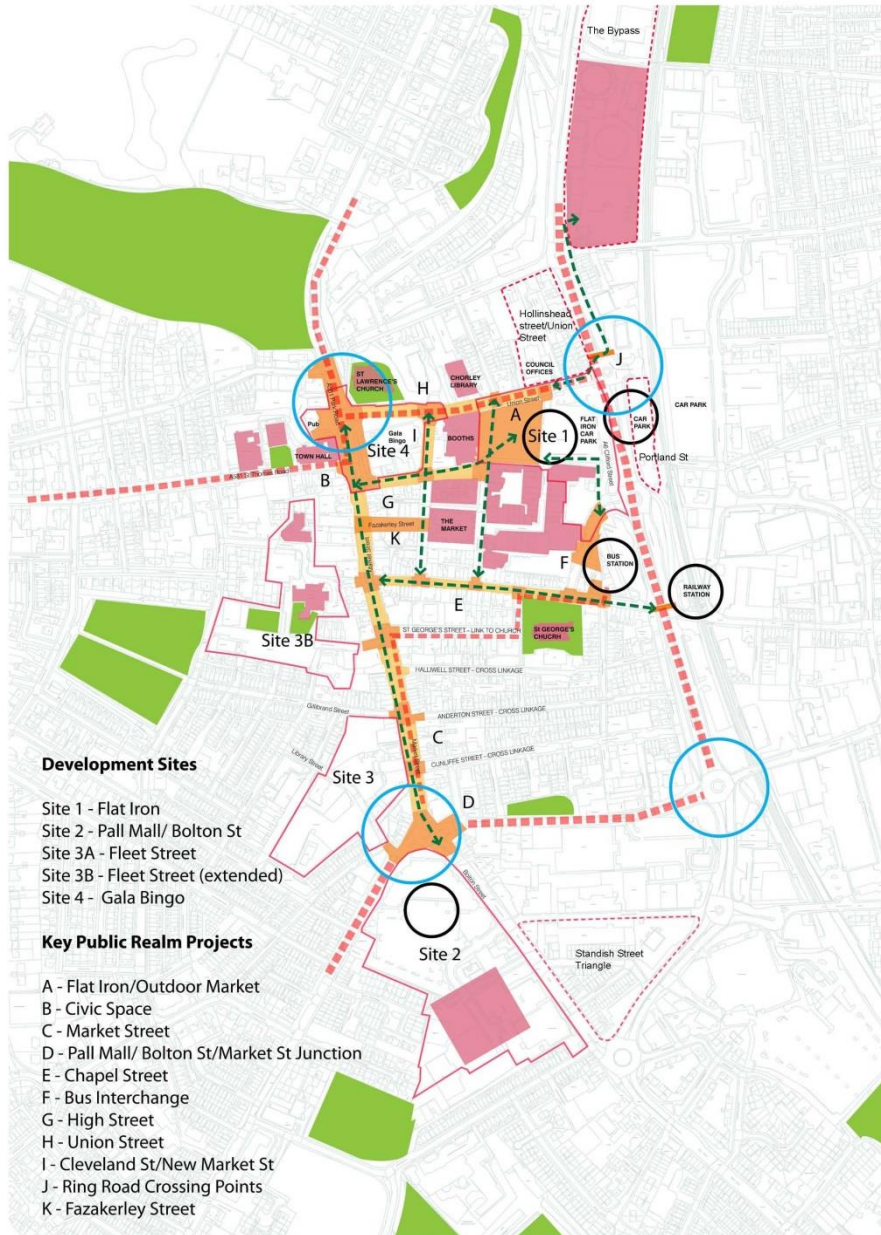 The Bypass
Hollinshead
street/Union
Street
COUNCIL
OFFICES
J
ST
LAWRENCE'S
CHURCH
H
CHORLEY
LIBRARY
Union Street
A
Pub
Gala
Bingo
I
Site 4
BOOTHS
Site 1
FLAT
IRON
CAR
PARK
CAR
PARK
CAR PARK
Portland St
TOWN HALL
B
G
Fazakerley Street
K
THE
MARKET
F
BUS
STATION
RAILWAY
STATION
E
ST GEORGE'S STREET - LINK TO CHURCH
ST GEORGE'S
CHUCRH
Site 3B
HALLIWELL STREET - CROSS LINKAGE
Gillibrand Street
ANDERTON STREET - CROSS LINKAGE
C
Library Street
CUNLIFFE STREET - CROSS LINKAGE
Site 3
D
Bolton Street
Site 2
Standish Street
Triangle
Development Sites
Site 1 - Flat Iron
Site 2 - Pall Mall/ Bolton St
Site 3A - Fleet Street
Site 3B - Fleet Street (extended)
Site 4 - Gala Bingo
Key Public Realm Projects
A - Flat Iron/Outdoor Market
B - Civic Space
C - Market Street
D - Pall Mall/ Bolton St/Market St Junction
E - Chapel Street
F - Bus Interchange
G - High Street
H - Union Street
I - Cleveland St/New Market St
J - Ring Road Crossing Points
K - Fazakerley Street